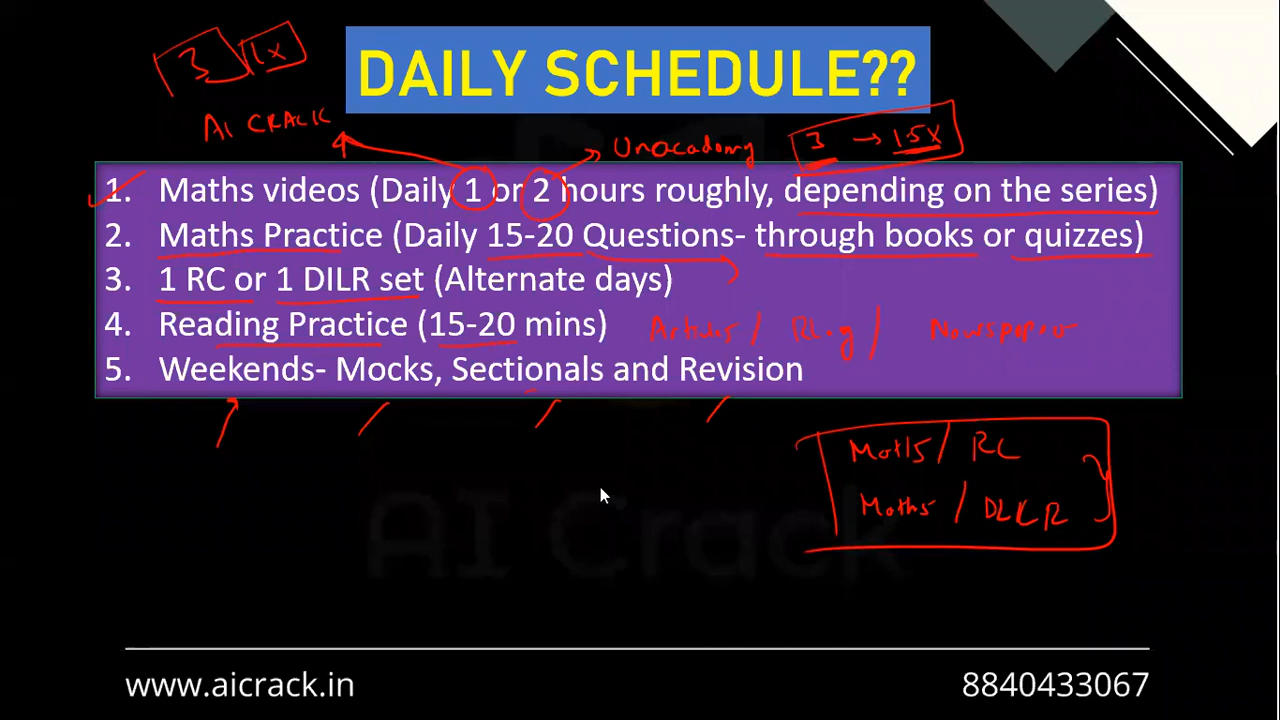 3 1x
DAILY SCHEDULE??
AI CRACK
Unacademy 3 → 1.5x
1. Maths videos (Daily 1 or 2 hours roughly, depending on the series)
2. Maths Practice (Daily 15-20 Questions- through books or quizzes)
3. 1 RC or 1 DILR set (Alternate days)
4. Reading Practice (15-20 mins) Articles / Blog / Newspaper
5. Weekends- Mocks, Sectionals and Revision
Maths / RC
Maths / DILR
AI Crack
www.aicrack.in 8840433067